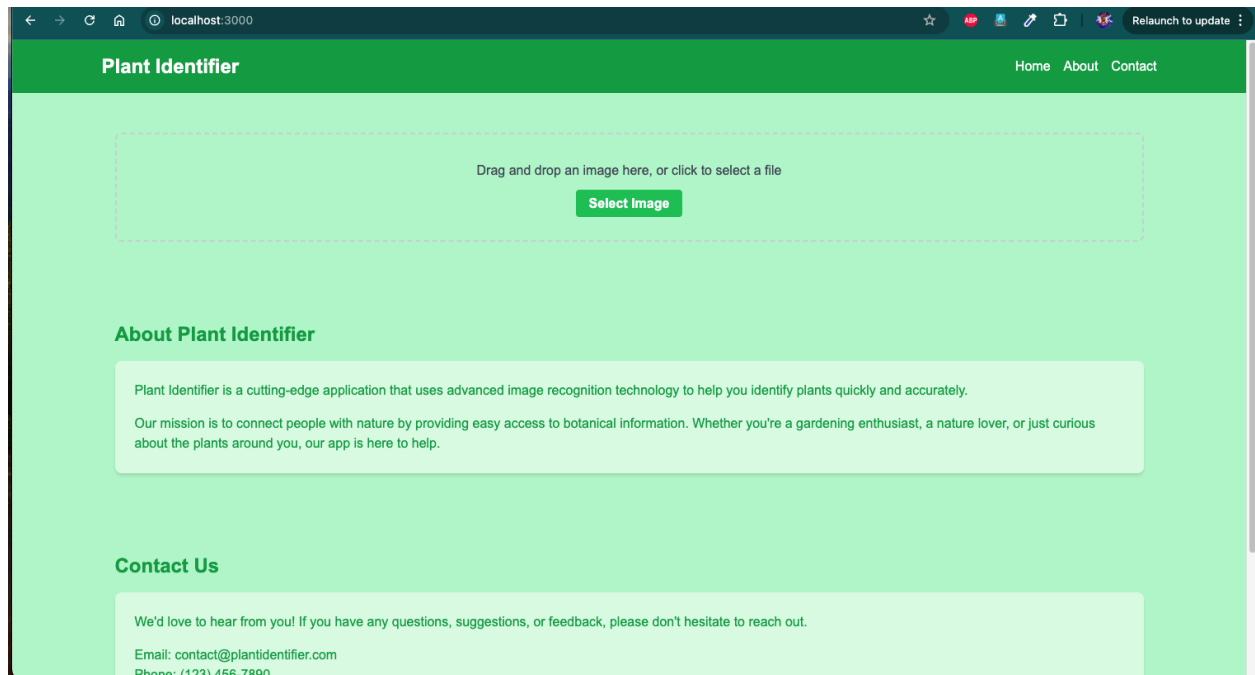 localhost:3000
ABP
Relaunch to update
Plant Identifier
Home About Contact
Drag and drop an image here, or click to select a file
Select Image
About Plant Identifier
Plant Identifier is a cutting-edge application that uses advanced image recognition technology to help you identify plants quickly and accurately.
Our mission is to connect people with nature by providing easy access to botanical information. Whether you're a gardening enthusiast, a nature lover, or just curious
about the plants around you, our app is here to help.
Contact Us
We'd love to hear from you! If you have any questions, suggestions, or feedback, please don't hesitate to reach out.
Email: contact@plantidentifier.com
Phone: (123) 456-7890